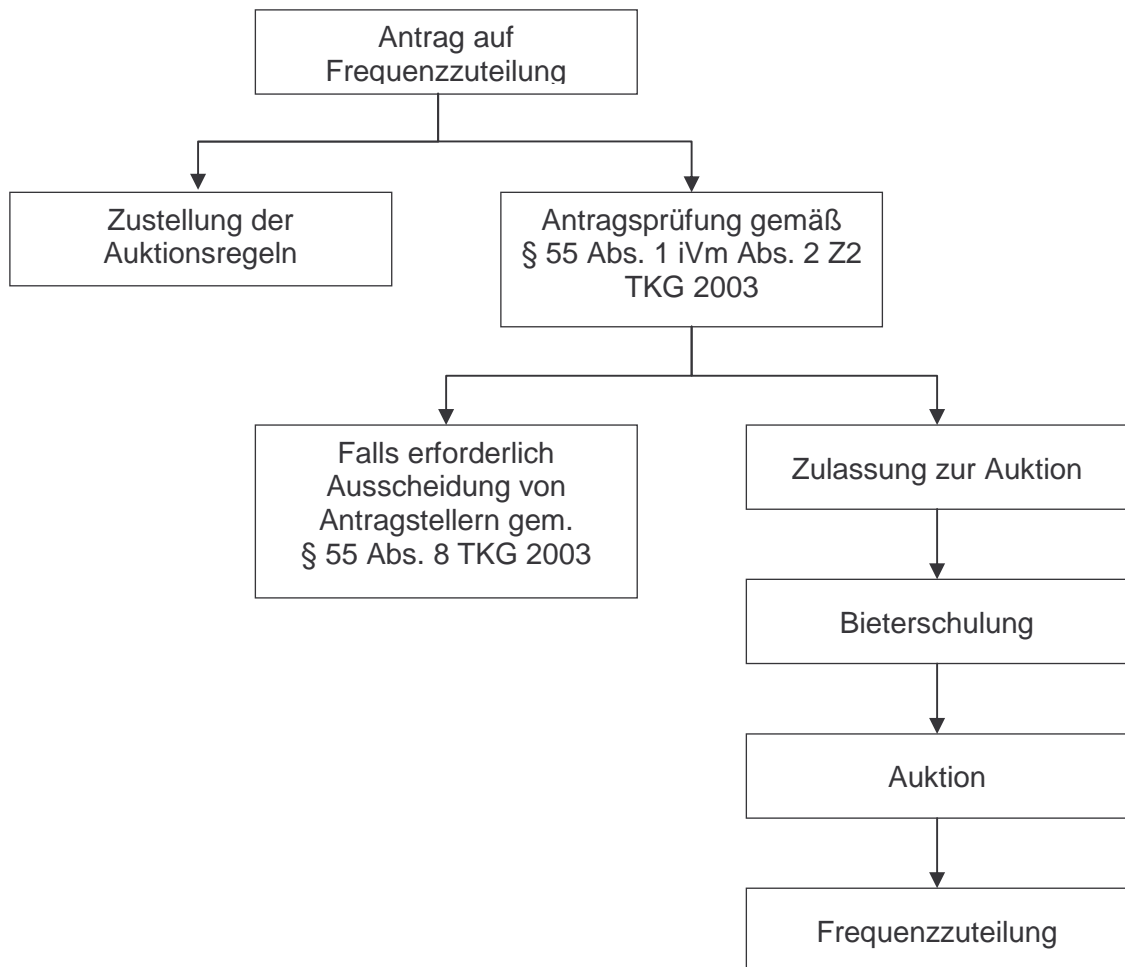 Antrag auf
Frequenzzuteilung
Zustellung der
Auktionsregeln
Antragsprüfung gemäß
§ 55 Abs. 1 iVm Abs. 2 Z2
TKG 2003
Falls erforderlich
Ausscheidung von
Antragstellern gem.
§ 55 Abs. 8 TKG 2003
Zulassung zur Auktion
Bieterschulung
Auktion
Frequenzzuteilung